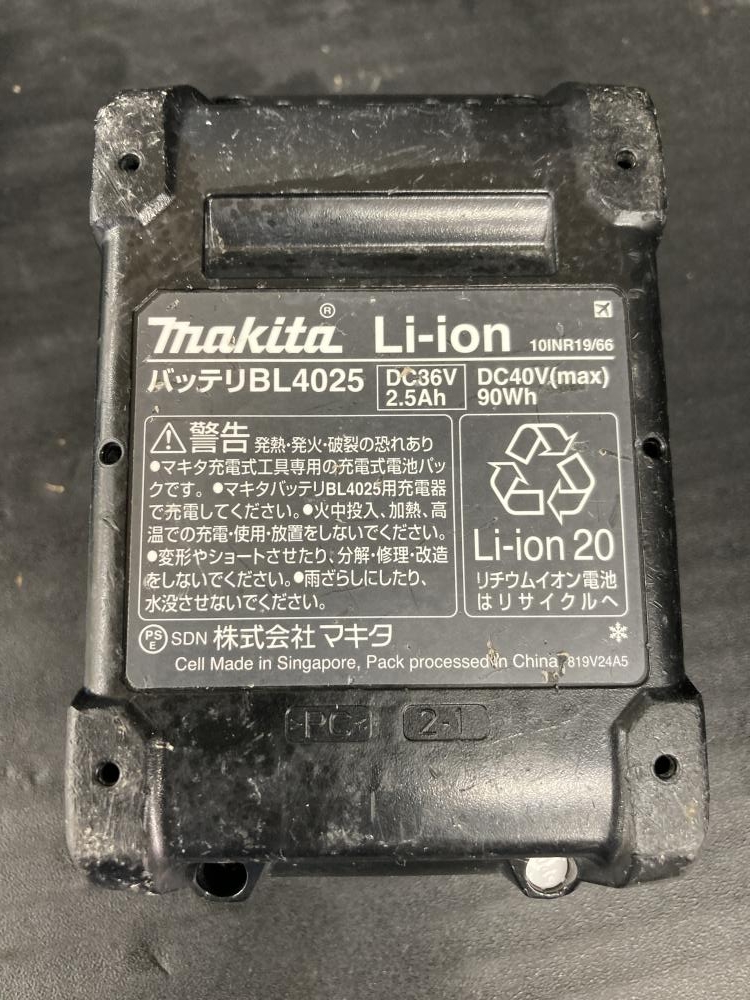 makita® Li-ion 10INR19/66
バッテリBL4025 DC36V 2.5Ah DC40V(max) 90Wh
⚠警告 発熱・発火・破裂の恐れあり
●マキタ充電式工具専用の充電式電池パッ
クです。●マキタバッテリBL4025用充電器
で充電してください。●火中投入、加熱、高
温での充電・使用・放置をしないでください。
●変形やショートさせたり、分解・修理・改造
をしないでください。●雨ざらしにしたり、
水没させないでください。
Li-ion 20
リチウムイオン電池
はリサイクルへ
PSE SDN 株式会社マキタ
Cell Made in Singapore, Pack processed in China 819V24A5
>PC< 2-1